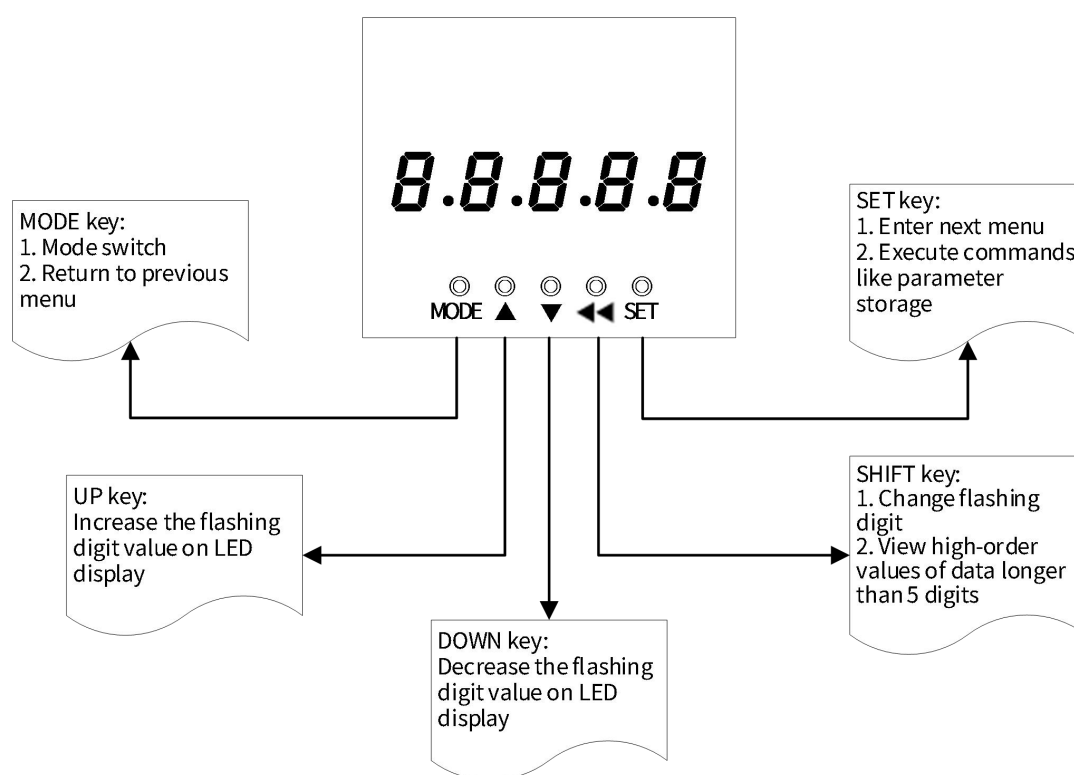 8.8.8.8.8
MODE ▲ ▼ ◀◀ SET
MODE key:
1. Mode switch
2. Return to previous
menu
SET key:
1. Enter next menu
2. Execute commands
like parameter
storage
UP key:
Increase the flashing
digit value on LED
display
SHIFT key:
1. Change flashing
digit
2. View high-order
values of data longer
than 5 digits
DOWN key:
Decrease the flashing
digit value on LED
display